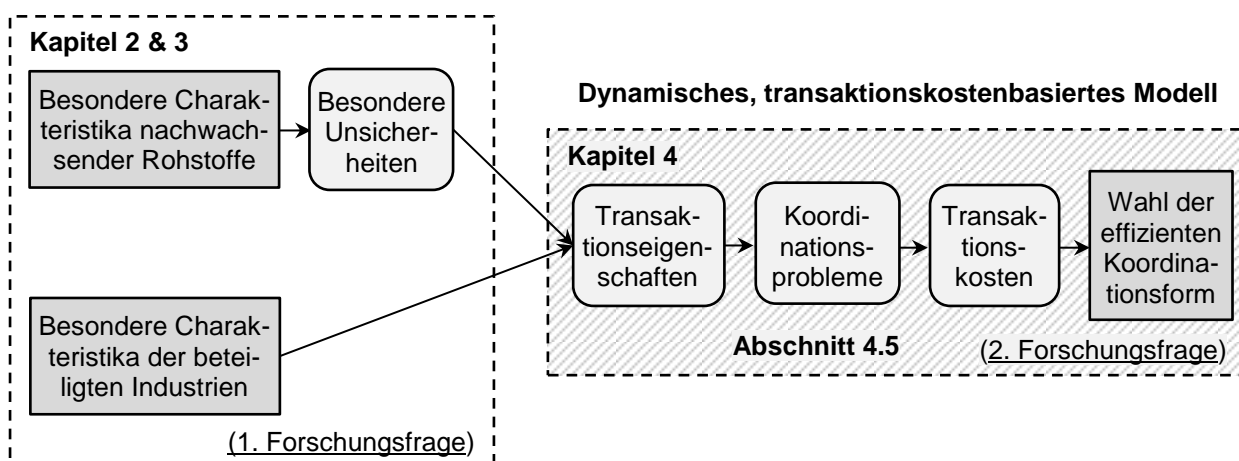 Kapitel 2 & 3
Besondere Charak-
teristika nachwach-
sender Rohstoffe
Besondere
Unsicher-
heiten
Besondere Charak-
teristika der betei-
ligten Industrien
(1. Forschungsfrage)
Dynamisches, transaktionskostenbasiertes Modell
Kapitel 4
Transak-
tionseigen-
schaften
Koordi-
nations-
probleme
Transak-
tions-
kosten
Wahl der
effizienten
Koordina-
tionsform
Abschnitt 4.5
(2. Forschungsfrage)